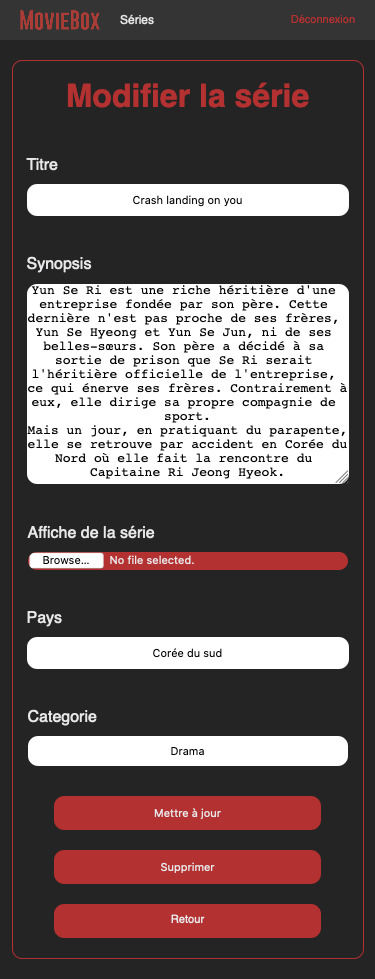 MOVIEBOX Séries Déconnexion
Modifier la série
Titre
Crash landing on you
Synopsis
Yun Se Ri est une riche héritière d'une
entreprise fondée par son père. Cette
dernière n'est pas proche de ses frères,
Yun Se Hyeong et Yun Se Jun, ni de ses
belles-sœurs. Son père a décidé à sa
sortie de prison que Se Ri serait
l'héritière officielle de l'entreprise,
ce qui énerve ses frères. Contrairement à
eux, elle dirige sa propre compagnie de
sport.
Mais un jour, en pratiquant du parapente,
elle se retrouve par accident en Corée du
Nord où elle fait la rencontre du
Capitaine Ri Jeong Hyeok.
Affiche de la série
Browse... No file selected.
Pays
Corée du sud
Categorie
Drama
Mettre à jour
Supprimer
Retour